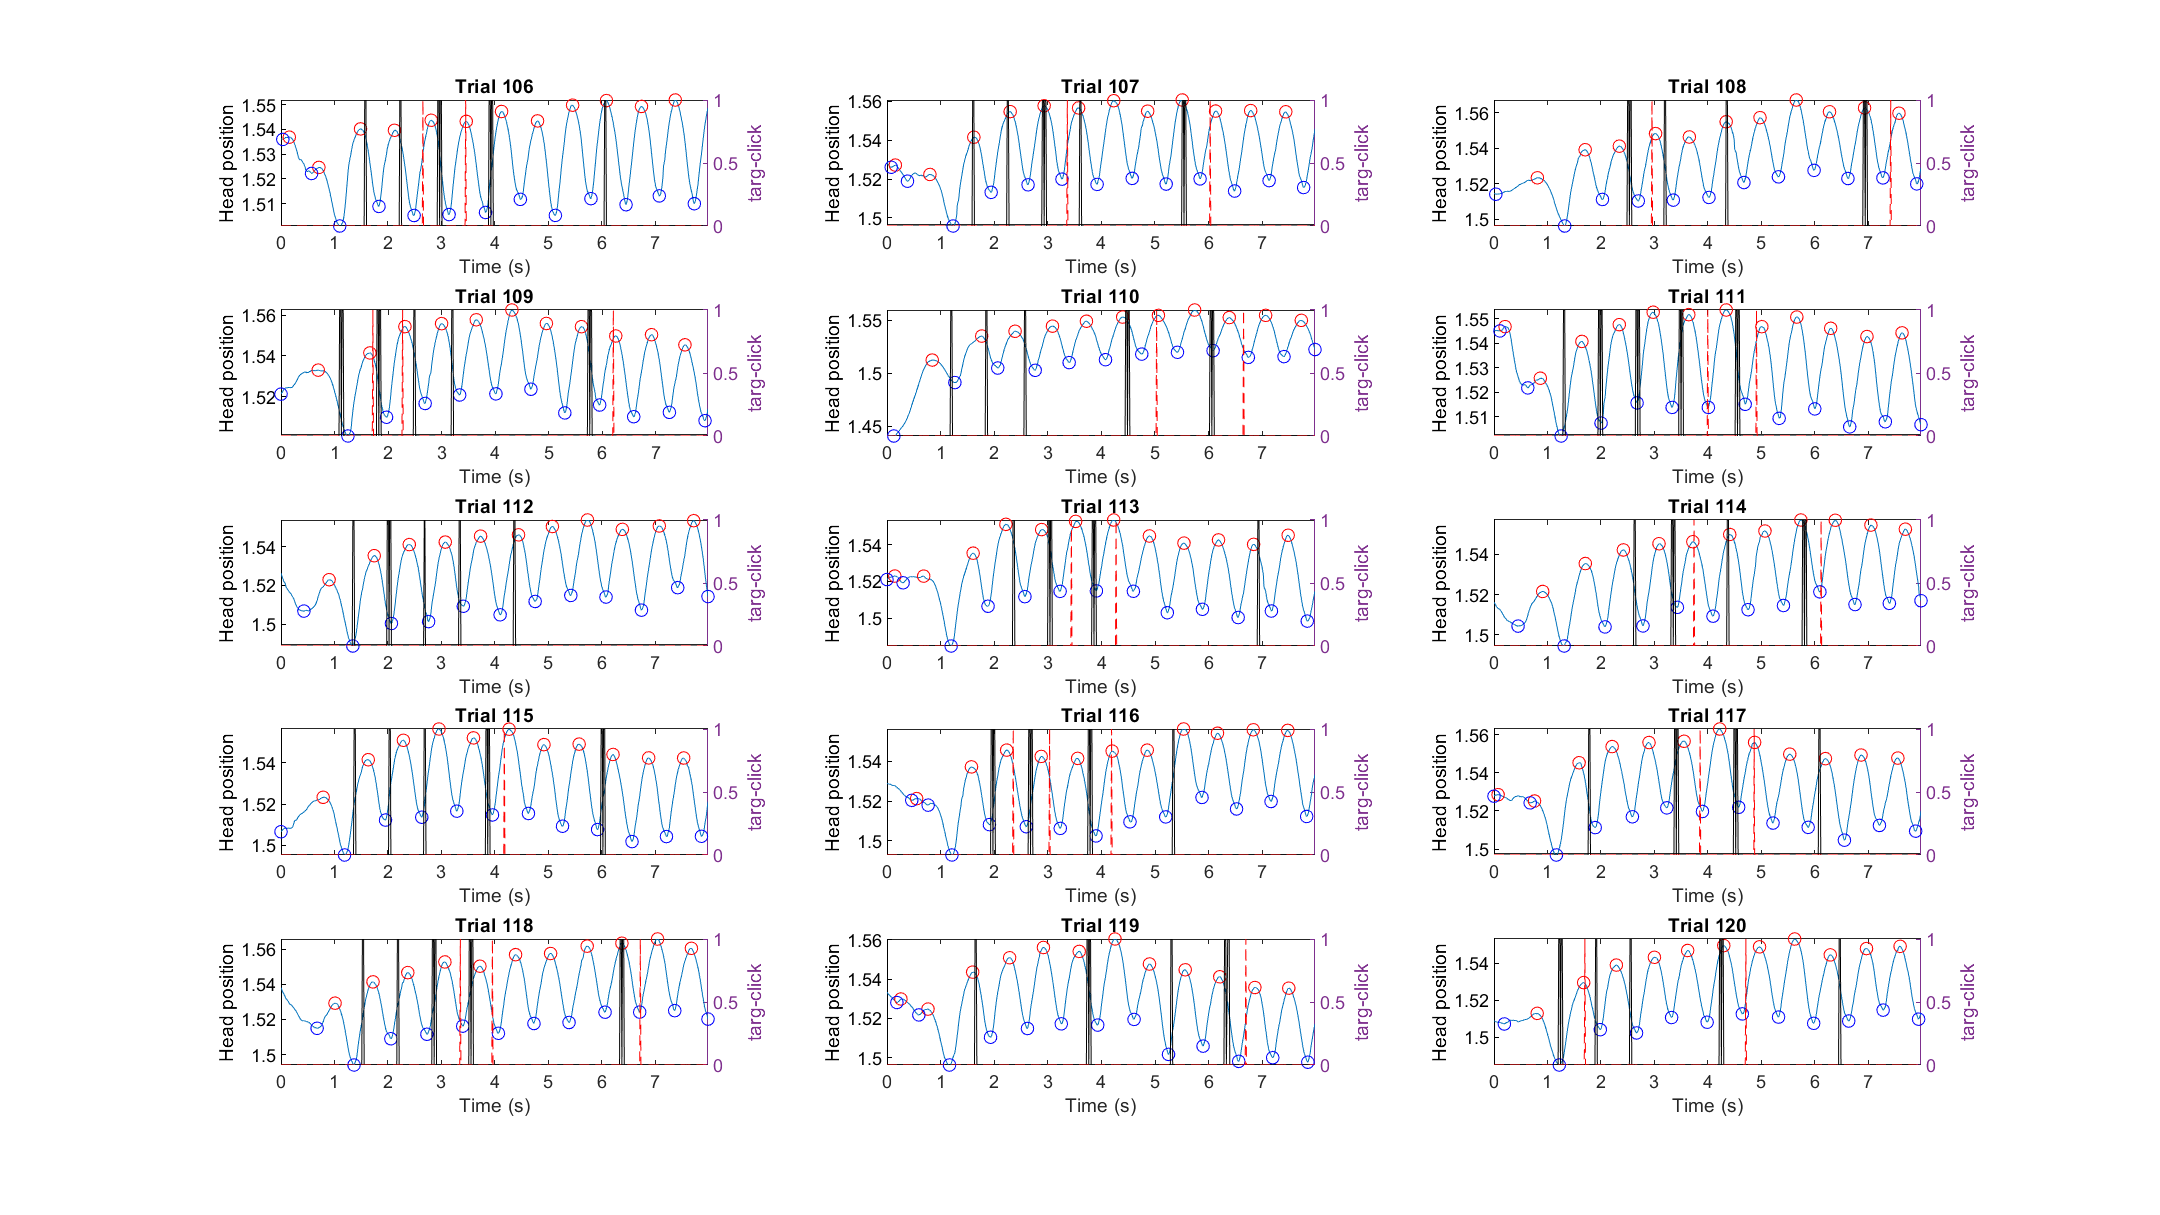 Trial 106
Head position
1.55
1.54
1.53
1.52
1.51
1
0.5
0
targ-click
0 1 2 3 4 5 6 7
Time (s)
Trial 107
Head position
1.56
1.54
1.52
1.5
1
0.5
0
targ-click
0 1 2 3 4 5 6 7
Time (s)
Trial 108
Head position
1.56
1.54
1.52
1.5
1
0.5
0
targ-click
0 1 2 3 4 5 6 7
Time (s)
Trial 109
Head position
1.56
1.54
1.52
1
0.5
0
targ-click
0 1 2 3 4 5 6 7
Time (s)
Trial 110
Head position
1.55
1.5
1.45
1
0.5
0
targ-click
0 1 2 3 4 5 6 7
Time (s)
Trial 111
Head position
1.55
1.54
1.53
1.52
1.51
1
0.5
0
targ-click
0 1 2 3 4 5 6 7
Time (s)
Trial 112
Head position
1.54
1.52
1.5
1
0.5
0
targ-click
0 1 2 3 4 5 6 7
Time (s)
Trial 113
Head position
1.54
1.52
1.5
1
0.5
0
targ-click
0 1 2 3 4 5 6 7
Time (s)
Trial 114
Head position
1.54
1.52
1.5
1
0.5
0
targ-click
0 1 2 3 4 5 6 7
Time (s)
Trial 115
Head position
1.54
1.52
1.5
1
0.5
0
targ-click
0 1 2 3 4 5 6 7
Time (s)
Trial 116
Head position
1.54
1.52
1.5
1
0.5
0
targ-click
0 1 2 3 4 5 6 7
Time (s)
Trial 117
Head position
1.56
1.54
1.52
1.5
1
0.5
0
targ-click
0 1 2 3 4 5 6 7
Time (s)
Trial 118
Head position
1.56
1.54
1.52
1.5
1
0.5
0
targ-click
0 1 2 3 4 5 6 7
Time (s)
Trial 119
Head position
1.56
1.54
1.52
1.5
1
0.5
0
targ-click
0 1 2 3 4 5 6 7
Time (s)
Trial 120
Head position
1.54
1.52
1.5
1
0.5
0
targ-click
0 1 2 3 4 5 6 7
Time (s)